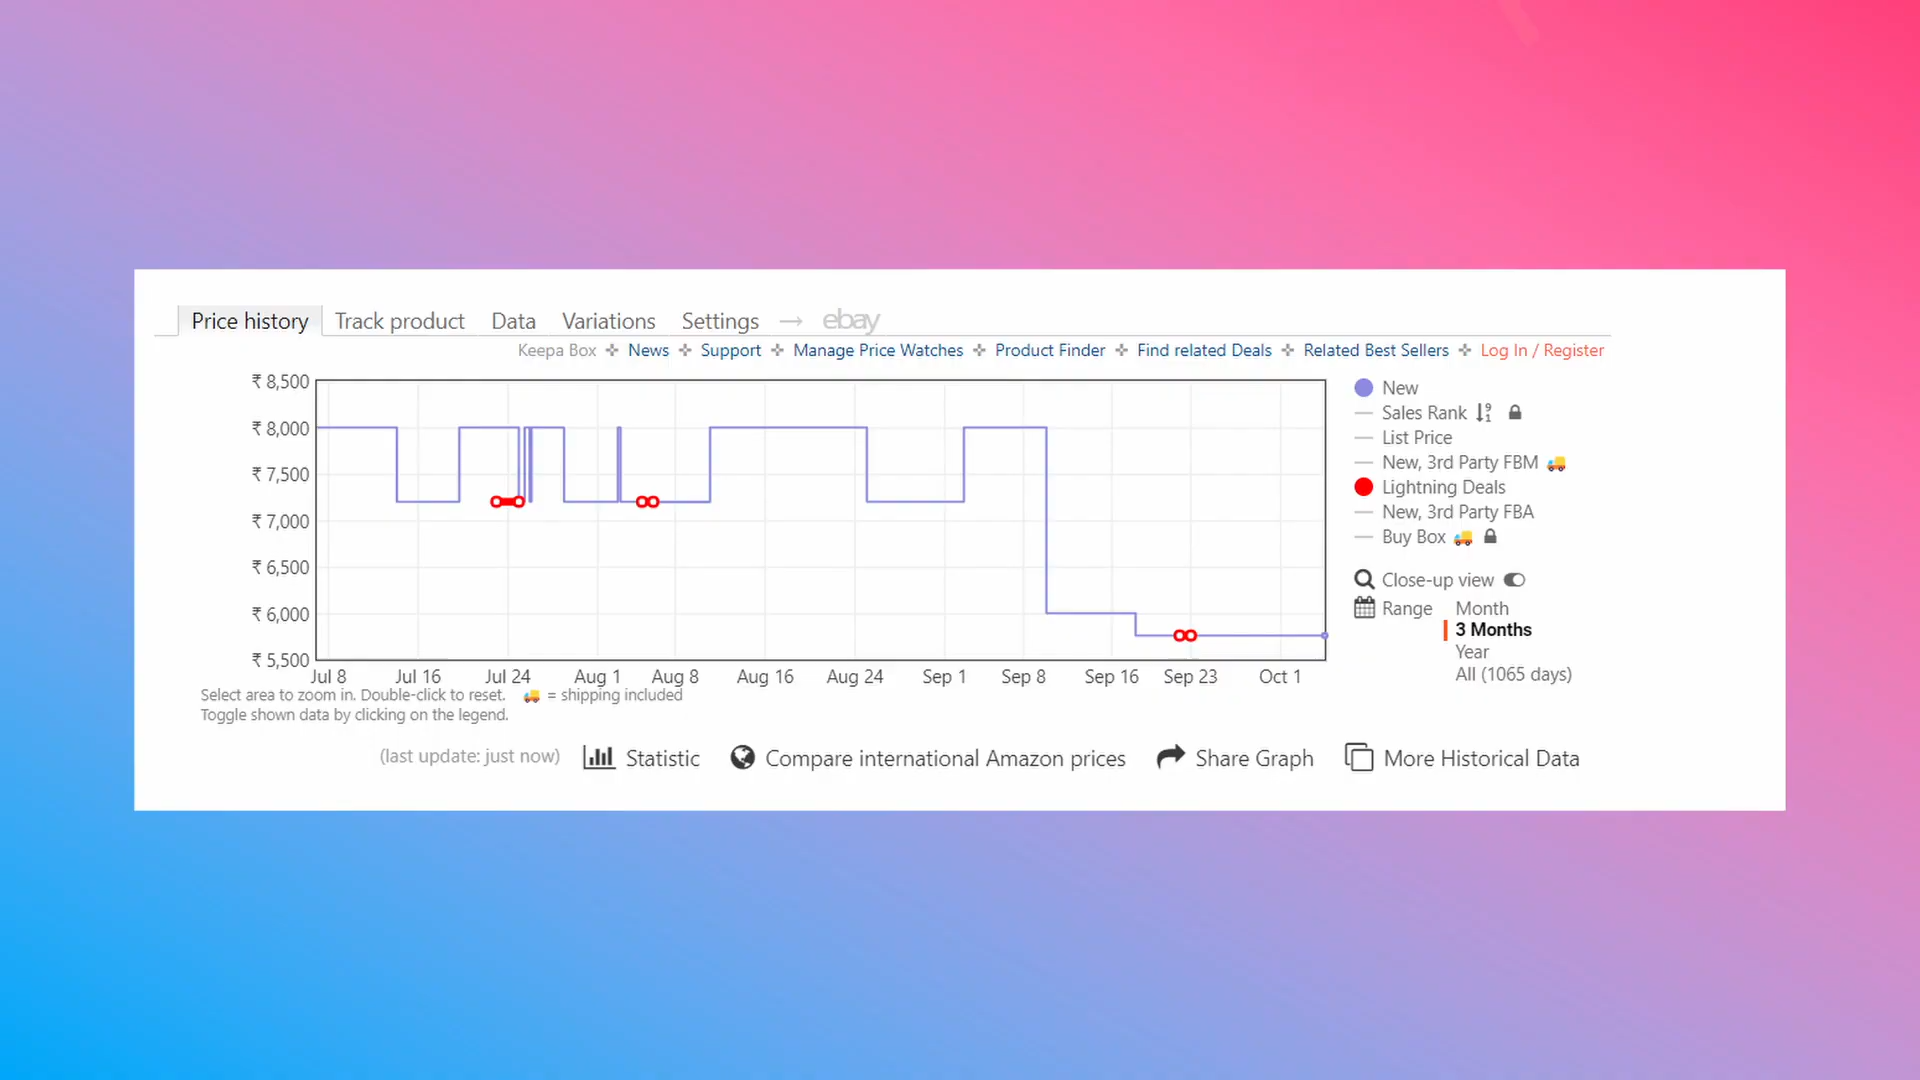 Price history Track product Data Variations Settings → ebay
Keepa Box ✤ News ✤ Support ✤ Manage Price Watches ✤ Product Finder ✤ Find related Deals ✤ Related Best Sellers ✤ Log In / Register
₹ 8,500
₹ 8,000
₹ 7,500
₹ 7,000
₹ 6,500
₹ 6,000
₹ 5,500
Jul 8 Jul 16 Jul 24 Aug 1 Aug 8 Aug 16 Aug 24 Sep 1 Sep 8 Sep 16 Sep 23 Oct 1
New
Sales Rank
List Price
New, 3rd Party FBM
Lightning Deals
New, 3rd Party FBA
Buy Box
Close-up view
Range Month
3 Months
Year
All (1065 days)
Select area to zoom in. Double-click to reset. = shipping included
Toggle shown data by clicking on the legend.
(last update: just now) Statistic Compare international Amazon prices Share Graph More Historical Data